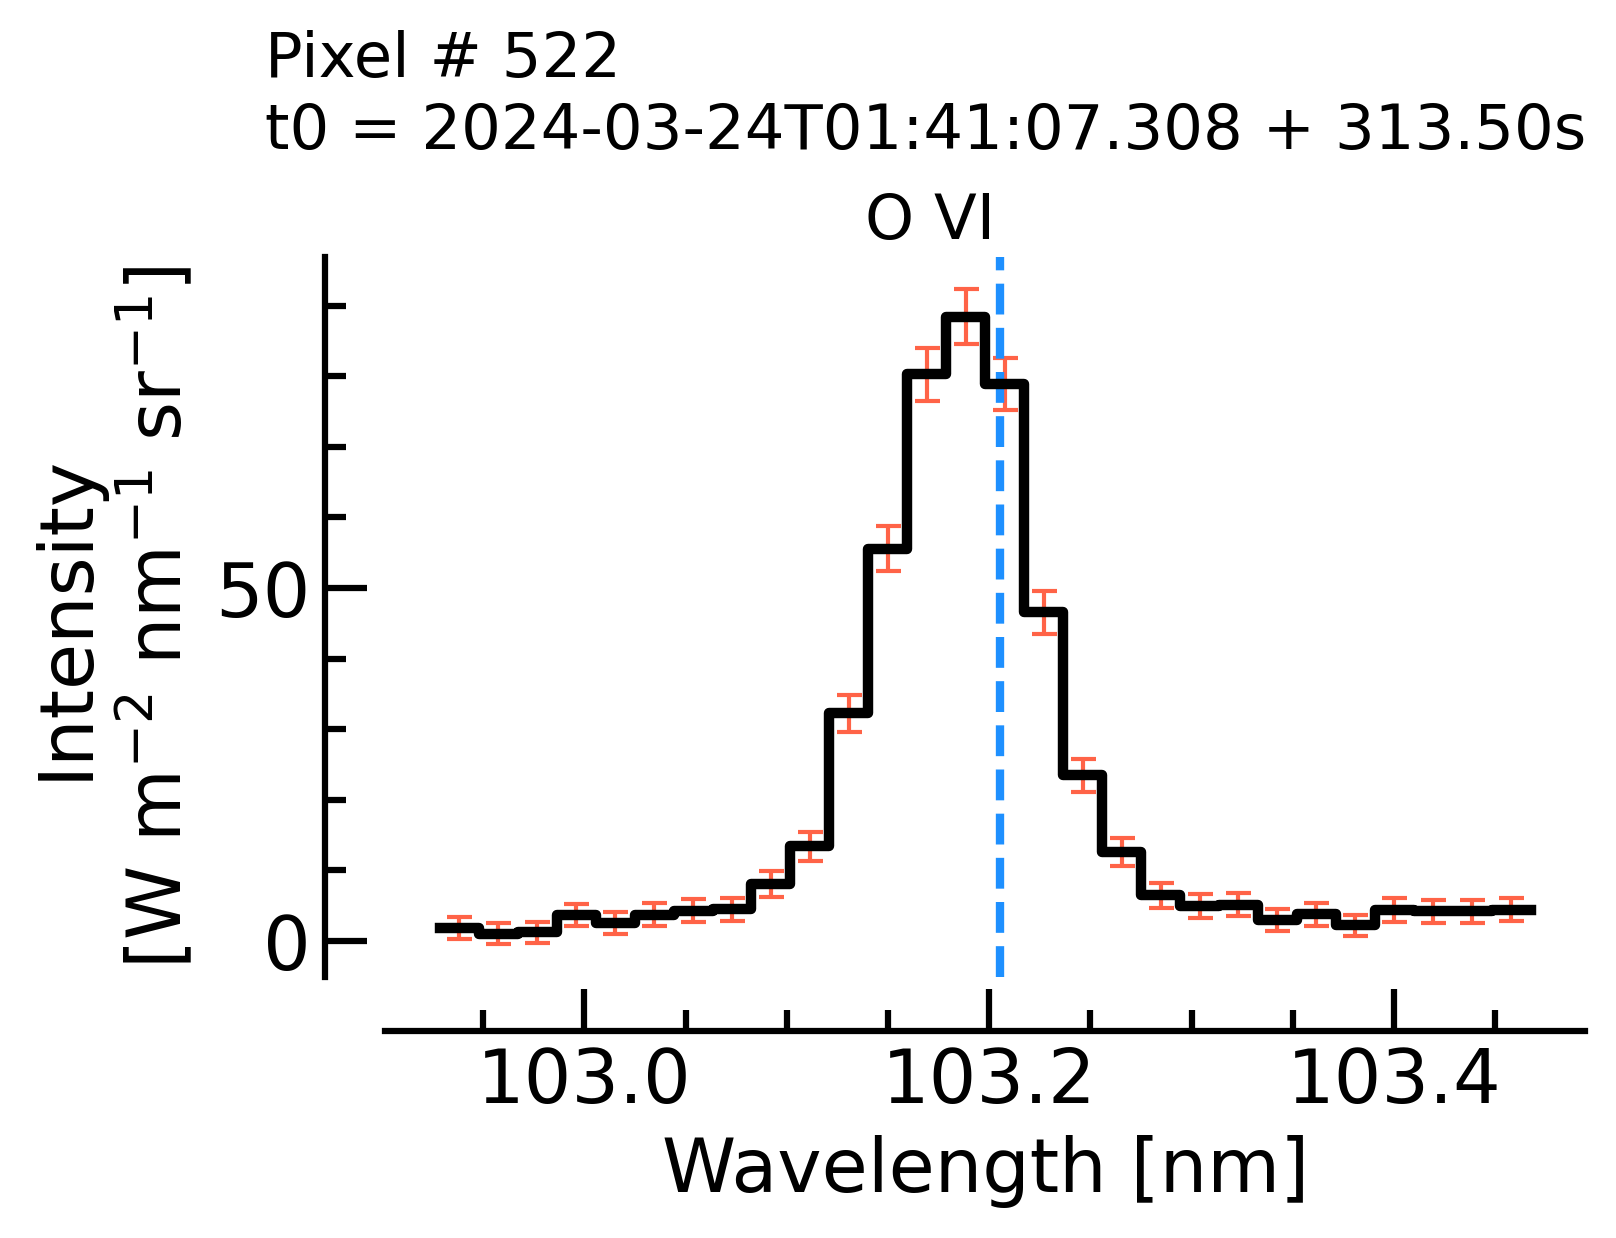 Pixel # 522
t0 = 2024-03-24T01:41:07.308 + 313.50s
O VI
Intensity
[W m⁻² nm⁻¹ sr⁻¹]
50
0
103.0 103.2 103.4
Wavelength [nm]